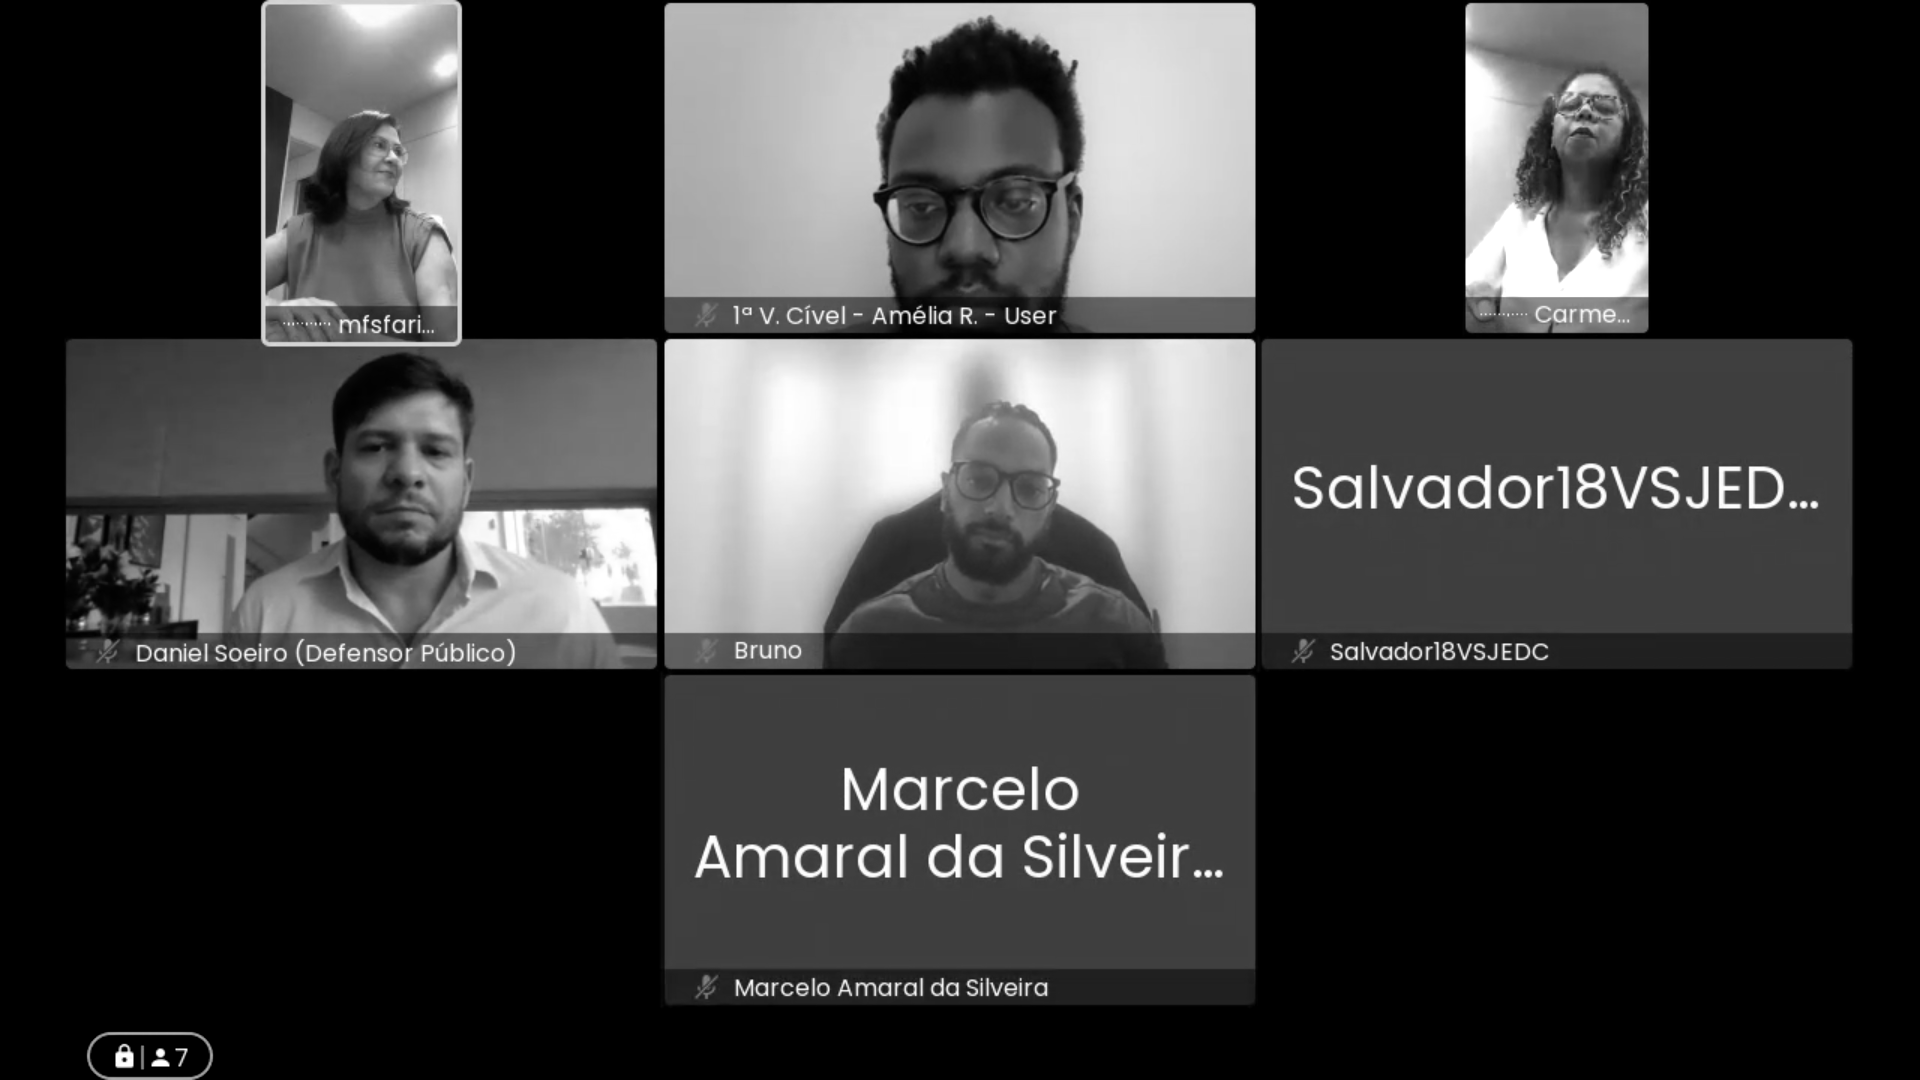 mfsfari...
1ª V. Cível - Amélia R. - User
Carme...
Daniel Soeiro (Defensor Público)
Bruno
Salvador18VSJED...
Salvador18VSJEDC
Marcelo
Amaral da Silveir...
Marcelo Amaral da Silveira
7